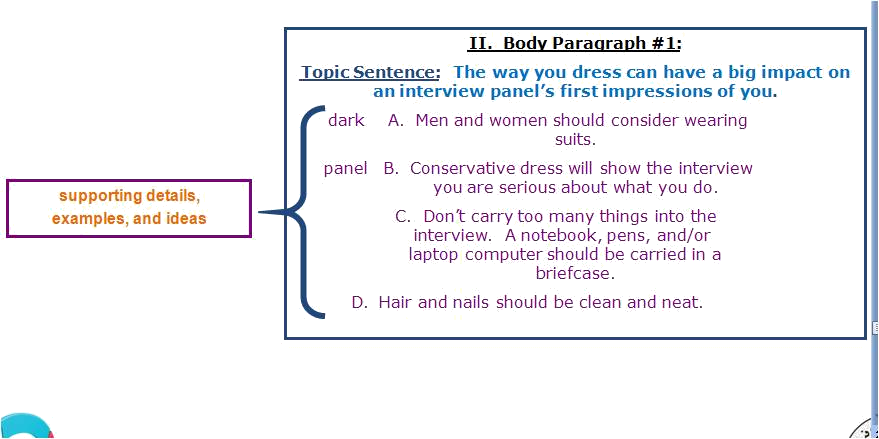 II. Body Paragraph #1:
Topic Sentence: The way you dress can have a big impact on
an interview panel's first impressions of you.
dark A. Men and women should consider wearing
suits.
panel B. Conservative dress will show the interview
you are serious about what you do.
C. Don't carry too many things into the
interview. A notebook, pens, and/or
laptop computer should be carried in a
briefcase.
D. Hair and nails should be clean and neat.
supporting details,
examples, and ideas